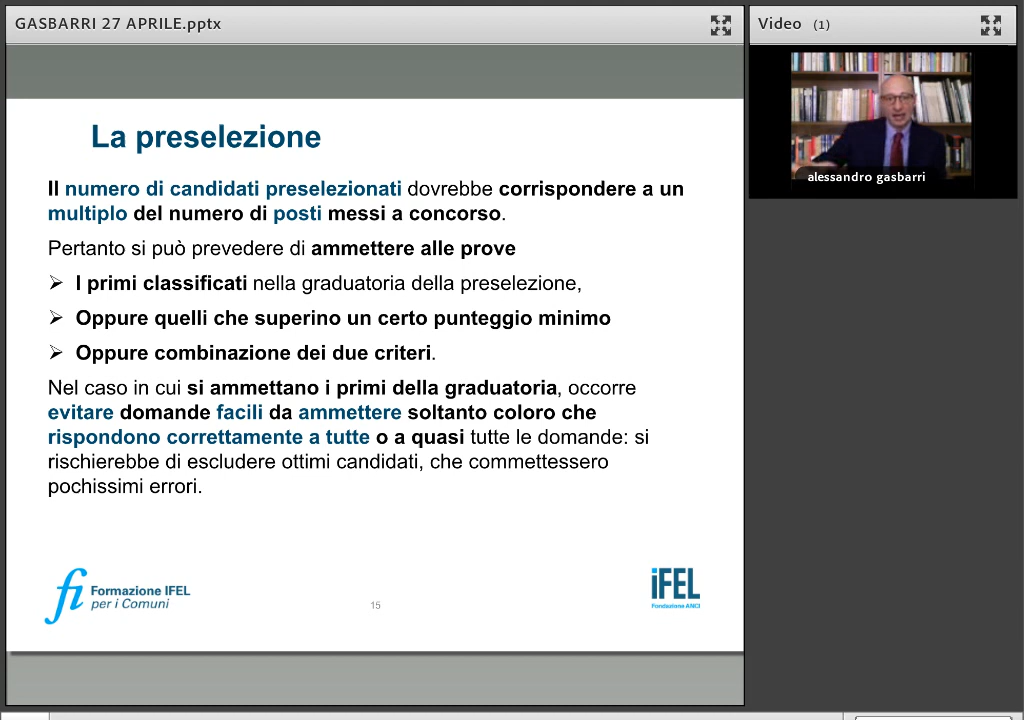 GASBARRI 27 APRILE.pptx
Video (1)
alessandro gasbarri
La preselezione
Il numero di candidati preselezionati dovrebbe corrispondere a un
multiplo del numero di posti messi a concorso.
Pertanto si può prevedere di ammettere alle prove
➢ I primi classificati nella graduatoria della preselezione,
➢ Oppure quelli che superino un certo punteggio minimo
➢ Oppure combinazione dei due criteri.
Nel caso in cui si ammettano i primi della graduatoria, occorre
evitare domande facili da ammettere soltanto coloro che
rispondono correttamente a tutte o a quasi tutte le domande: si
rischierebbe di escludere ottimi candidati, che commettessero
pochissimi errori.
fi Formazione IFEL
per i Comuni
15
iFEL
Fondazione ANCI